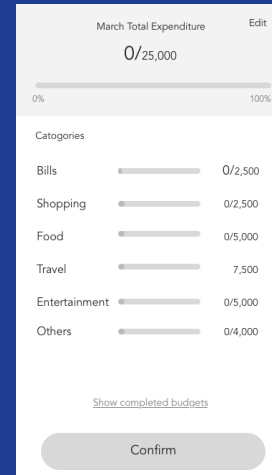 March Total Expenditure Edit
0/25,000
0% 100%
Catogories
Bills 0/2,500
Shopping 0/2,500
Food 0/5,000
Travel 7,500
Entertainment 0/5,000
Others 0/4,000
Show completed budgets
Confirm